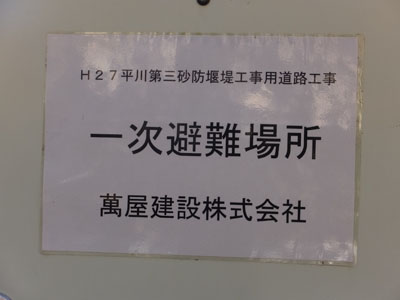 H27平川第三砂防堰堤工事用道路工事
一次避難場所
萬屋建設株式会社